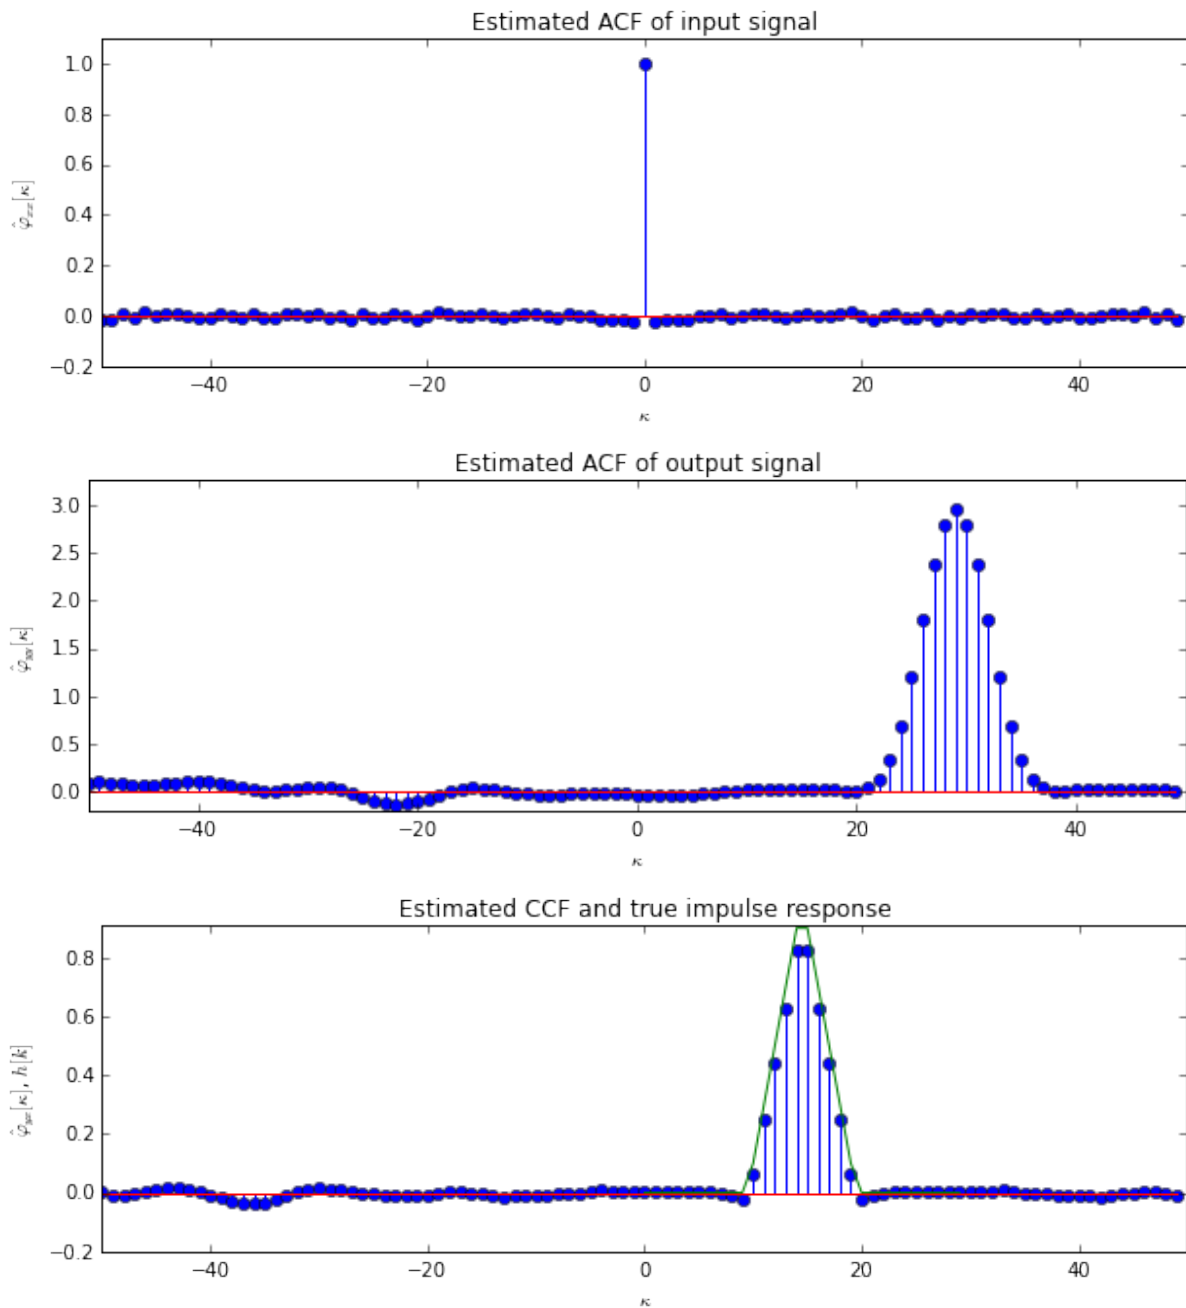 Estimated ACF of input signal
1.0
0.8
0.6
0.4
0.2
0.0
−0.2
φ̂ₓₓ[κ]
−40 −20 0 20 40
κ
Estimated ACF of output signal
3.0
2.5
2.0
1.5
1.0
0.5
0.0
φ̂yy[κ]
−40 −20 0 20 40
κ
Estimated CCF and true impulse response
0.8
0.6
0.4
0.2
0.0
−0.2
φ̂yx[κ], h[k]
−40 −20 0 20 40
κ